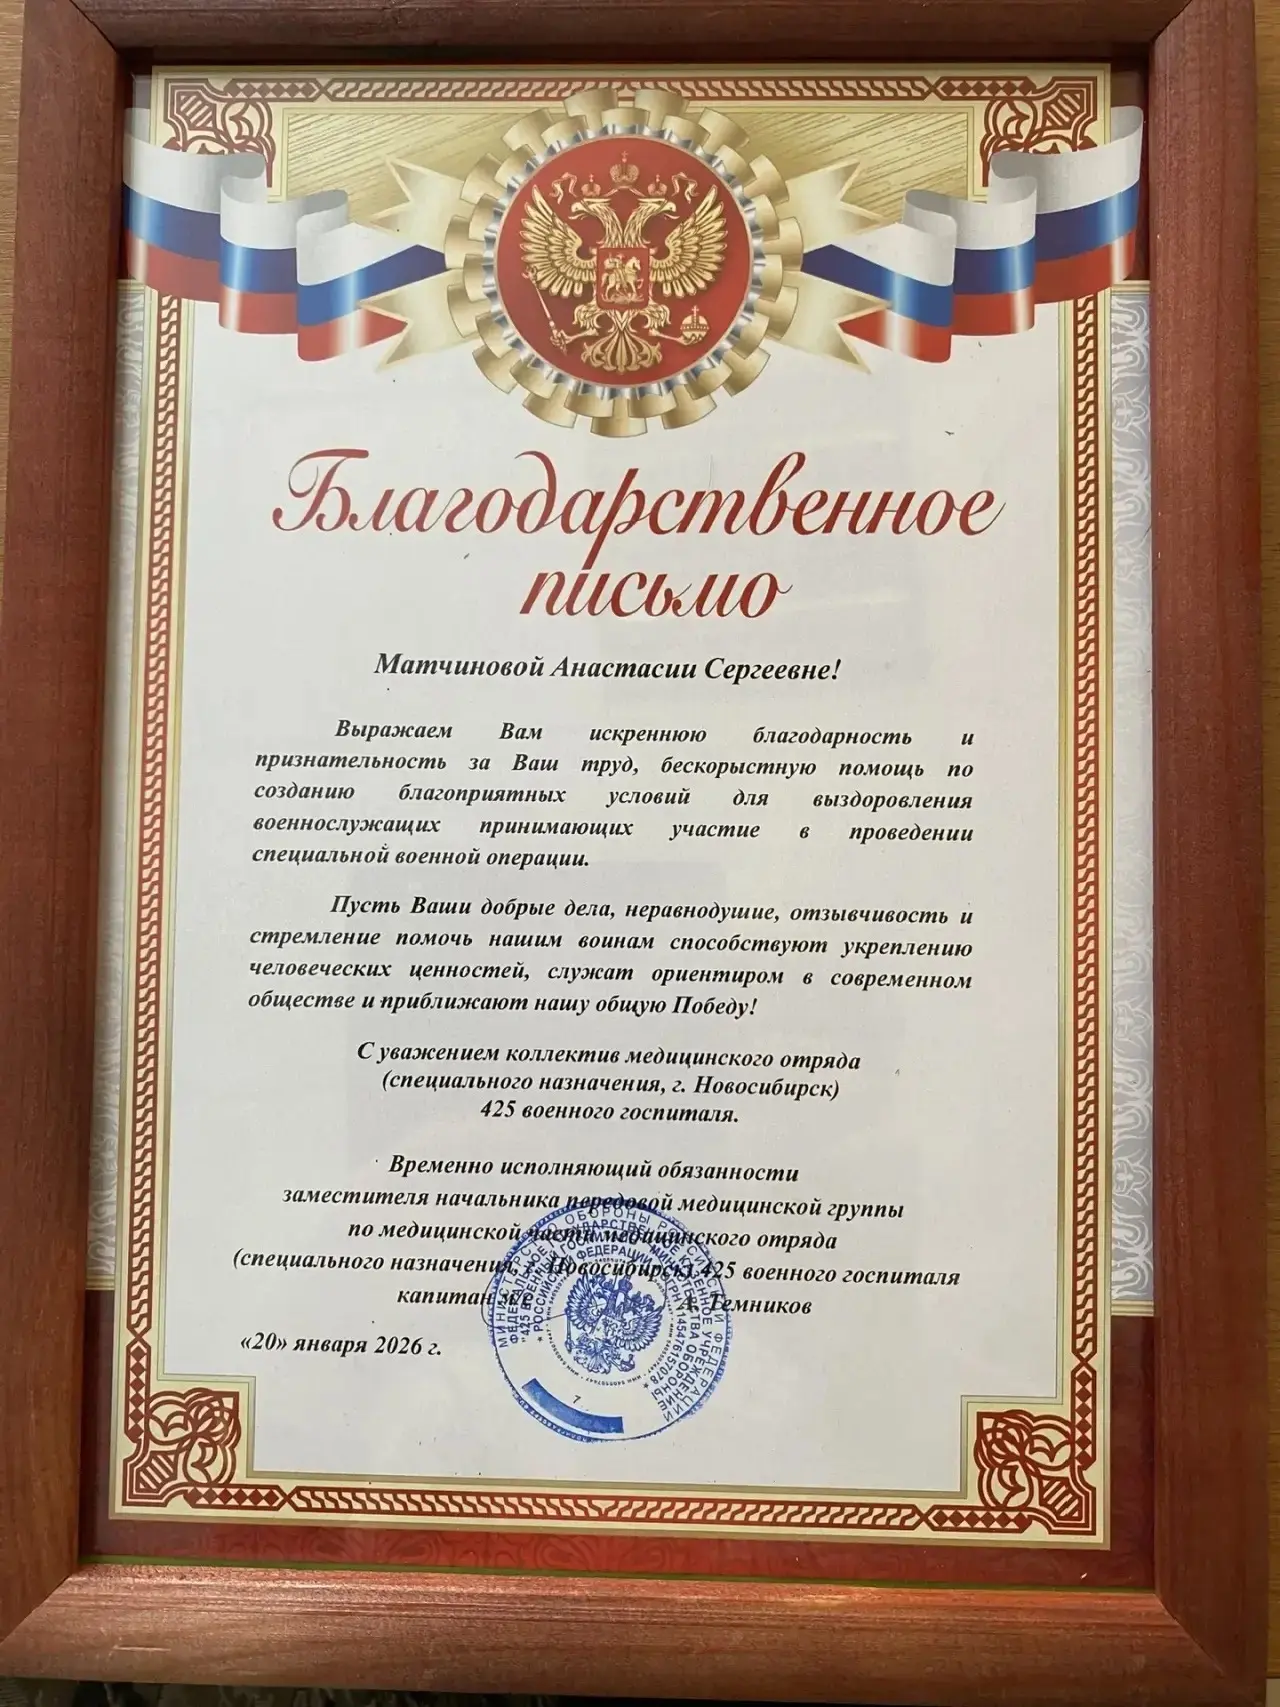 Благодарственное
письмо
Матчиновой Анастасии Сергеевне!
Выражаем Вам искреннюю благодарность и
признательность за Ваш труд, бескорыстную помощь по
созданию благоприятных условий для выздоровления
военнослужащих принимающих участие в проведении
специальной военной операции.
Пусть Ваши добрые дела, неравнодушие, отзывчивость и
стремление помочь нашим воинам способствуют укреплению
человеческих ценностей, служат ориентиром в современном
обществе и приближают нашу общую Победу!
С уважением коллектив медицинского отряда
(специального назначения, г. Новосибирск)
425 военного госпиталя.
Временно исполняющий обязанности
заместителя начальника передовой медицинской группы
по медицинской части медицинского отряда
(специального назначения, г. Новосибирск) 425 военного госпиталя
капитан м/с А. Темников
«20» января 2026 г.
МИНИСТЕРСТВО ОБОРОНЫ РОССИЙСКОЙ ФЕДЕРАЦИИ